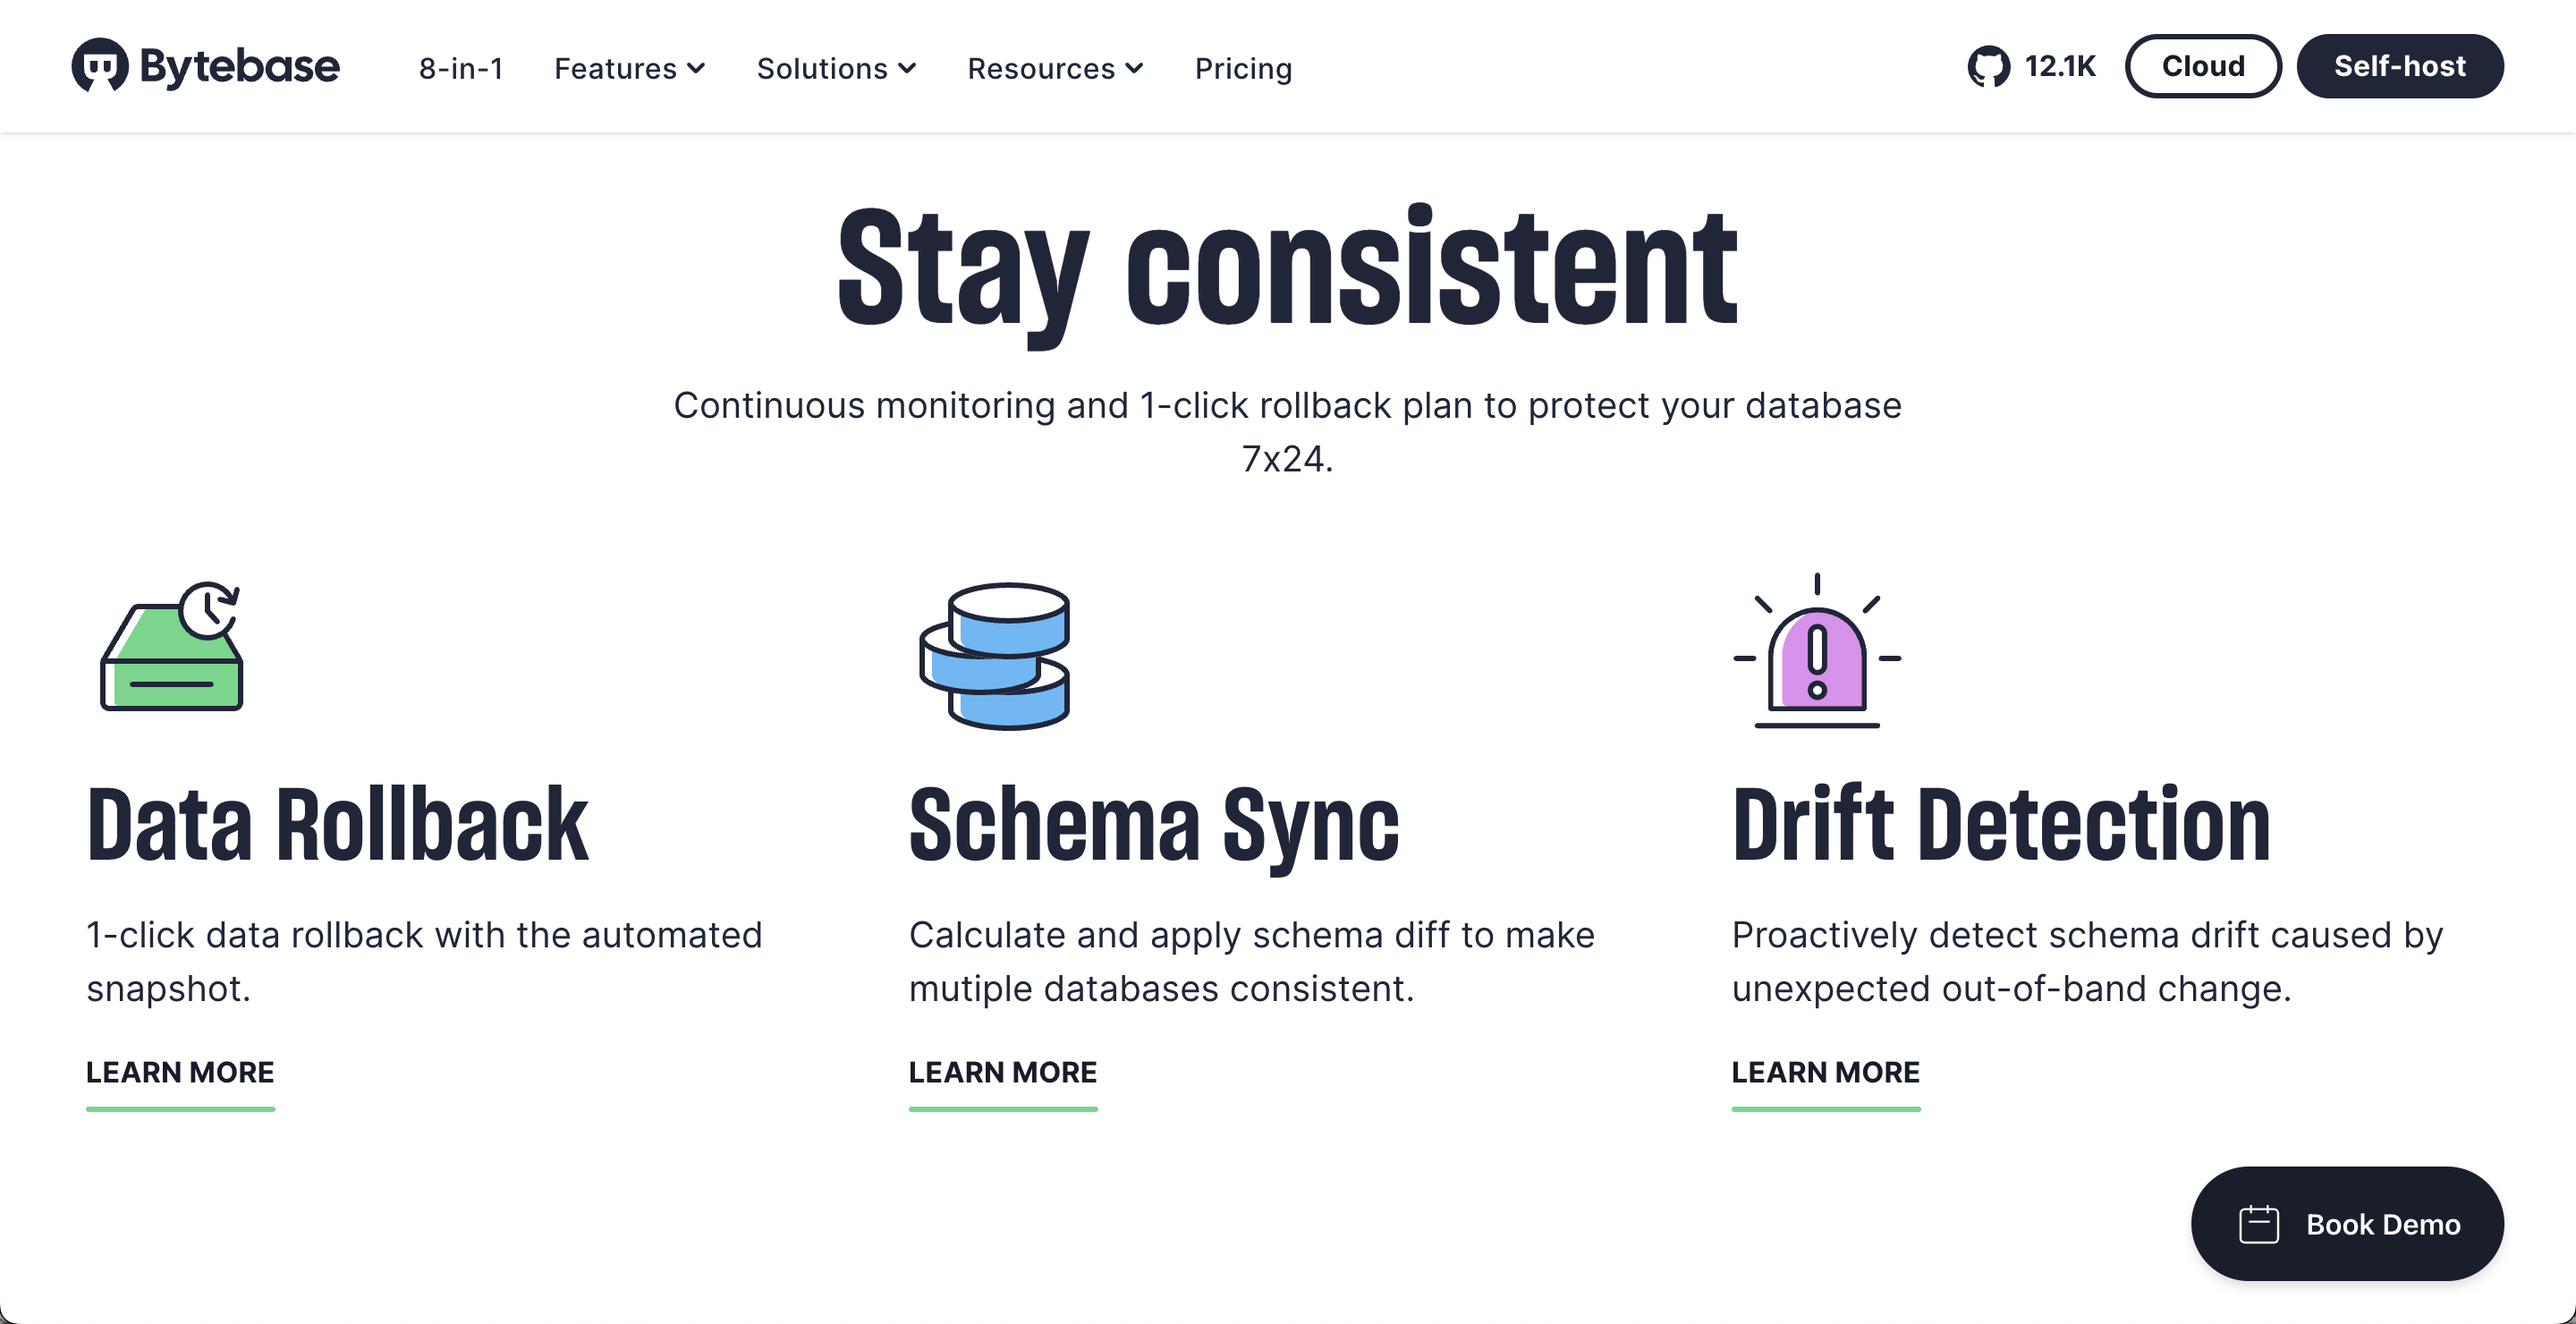 Bytebase
8-in-1
Features
Solutions
Resources
Pricing
12.1K
Cloud
Self-host
Stay consistent
Continuous monitoring and 1-click rollback plan to protect your database
7x24.
Data Rollback
1-click data rollback with the automated
snapshot.
LEARN MORE
Schema Sync
Calculate and apply schema diff to make
mutiple databases consistent.
LEARN MORE
Drift Detection
Proactively detect schema drift caused by
unexpected out-of-band change.
LEARN MORE
Book Demo